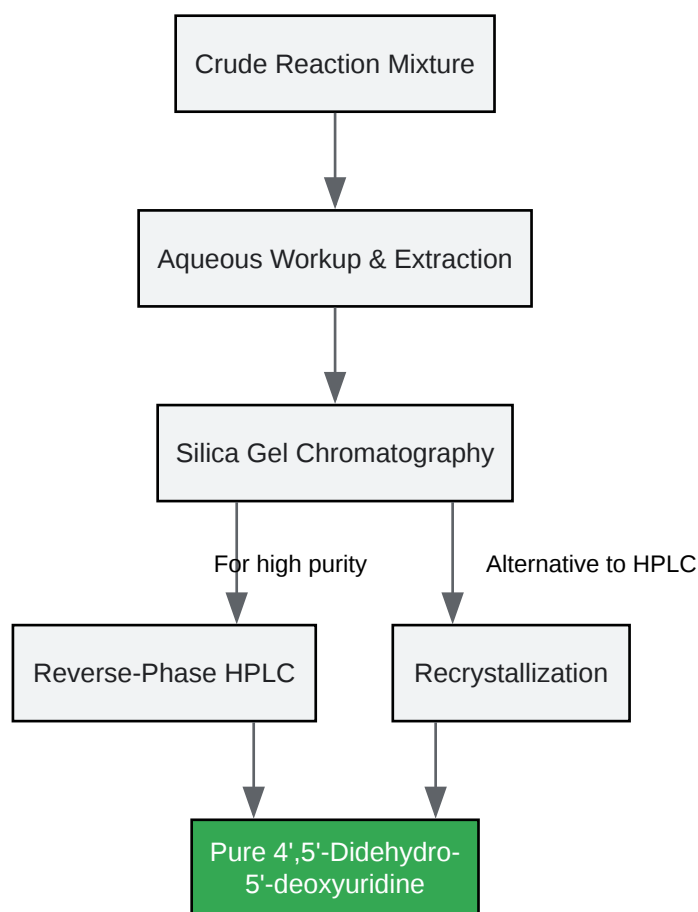 Crude Reaction Mixture
Aqueous Workup & Extraction
Silica Gel Chromatography
For high purity
Alternative to HPLC
Reverse-Phase HPLC
Recrystallization
Pure 4',5'-Didehydro-
5'-deoxyuridine